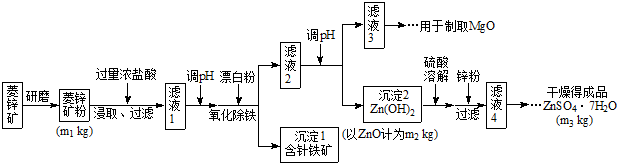 菱锌矿
研磨
菱锌矿粉
(m₁ kg)
过量浓盐酸
浸取、过滤
滤液1
调pH
漂白粉
氧化除铁
滤液2
调pH
滤液3
……用于制取MgO
沉淀1
含针铁矿
沉淀2
Zn(OH)₂
(以ZnO计为m₂ kg)
硫酸
溶解
锌粉
过滤
滤液4
干燥得成品
……ZnSO₄·7H₂O
(m₃ kg)